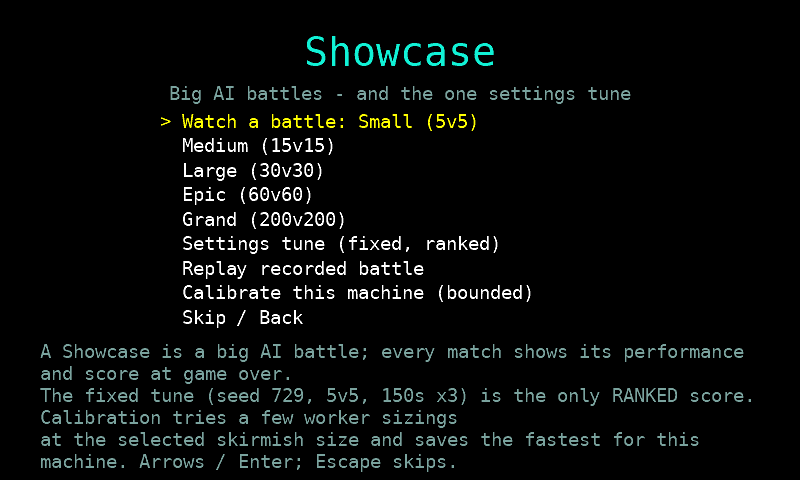 Showcase
Big AI battles - and the one settings tune
> Watch a battle: Small (5v5)
Medium (15v15)
Large (30v30)
Epic (60v60)
Grand (200v200)
Settings tune (fixed, ranked)
Replay recorded battle
Calibrate this machine (bounded)
Skip / Back
A Showcase is a big AI battle; every match shows its performance
and score at game over.
The fixed tune (seed 729, 5v5, 150s x3) is the only RANKED score.
Calibration tries a few worker sizings
at the selected skirmish size and saves the fastest for this
machine. Arrows / Enter; Escape skips.